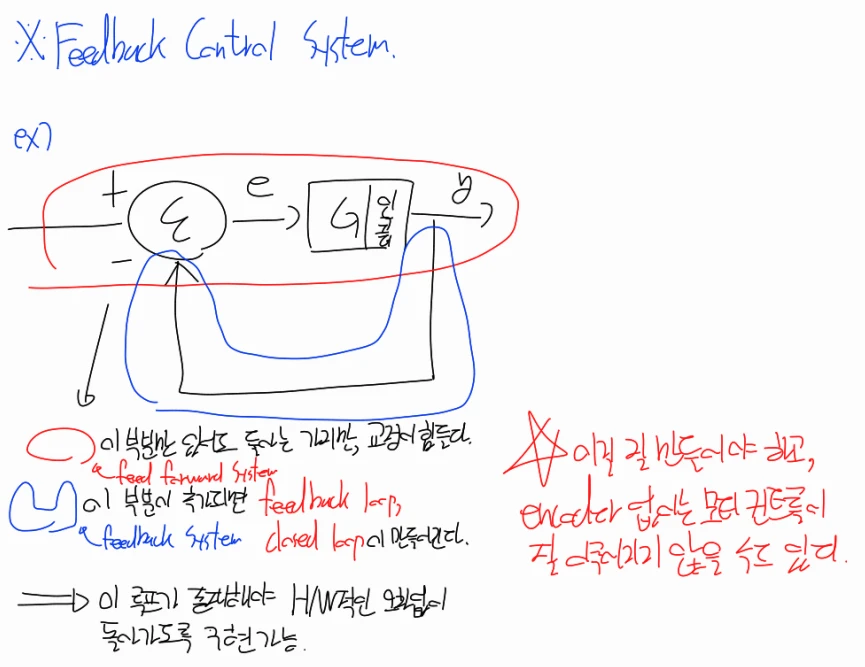 ※ Feedback Control System.
ex)
+
Σ
e
G
y
-
이 부분만 있어도 돌아는 가지만, 교정이 힘들다.
feed forward system
이 부분이 추가되면 feedback loop,
feedback system closed loop이 만들어진다.
⇒ 이 루프가 존재해야 H/W적인 오차없이
돌아가도록 구현가능.
☆ 이걸 잘 만들어야 하고,
encoder 없이는 모터 컨트롤이
잘 이루어지지 않을 수도 있다.